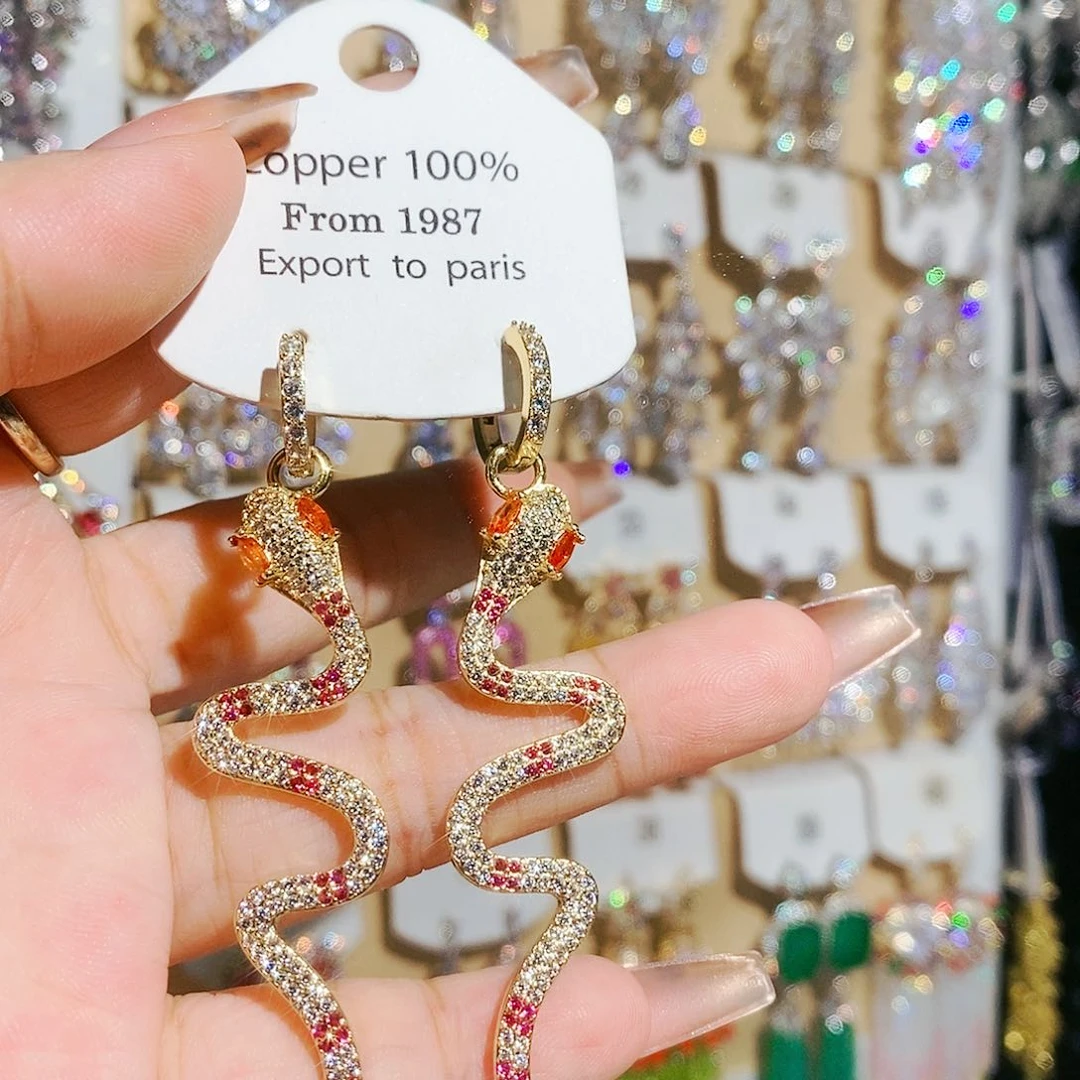 copper 100%
From 1987
Export to paris